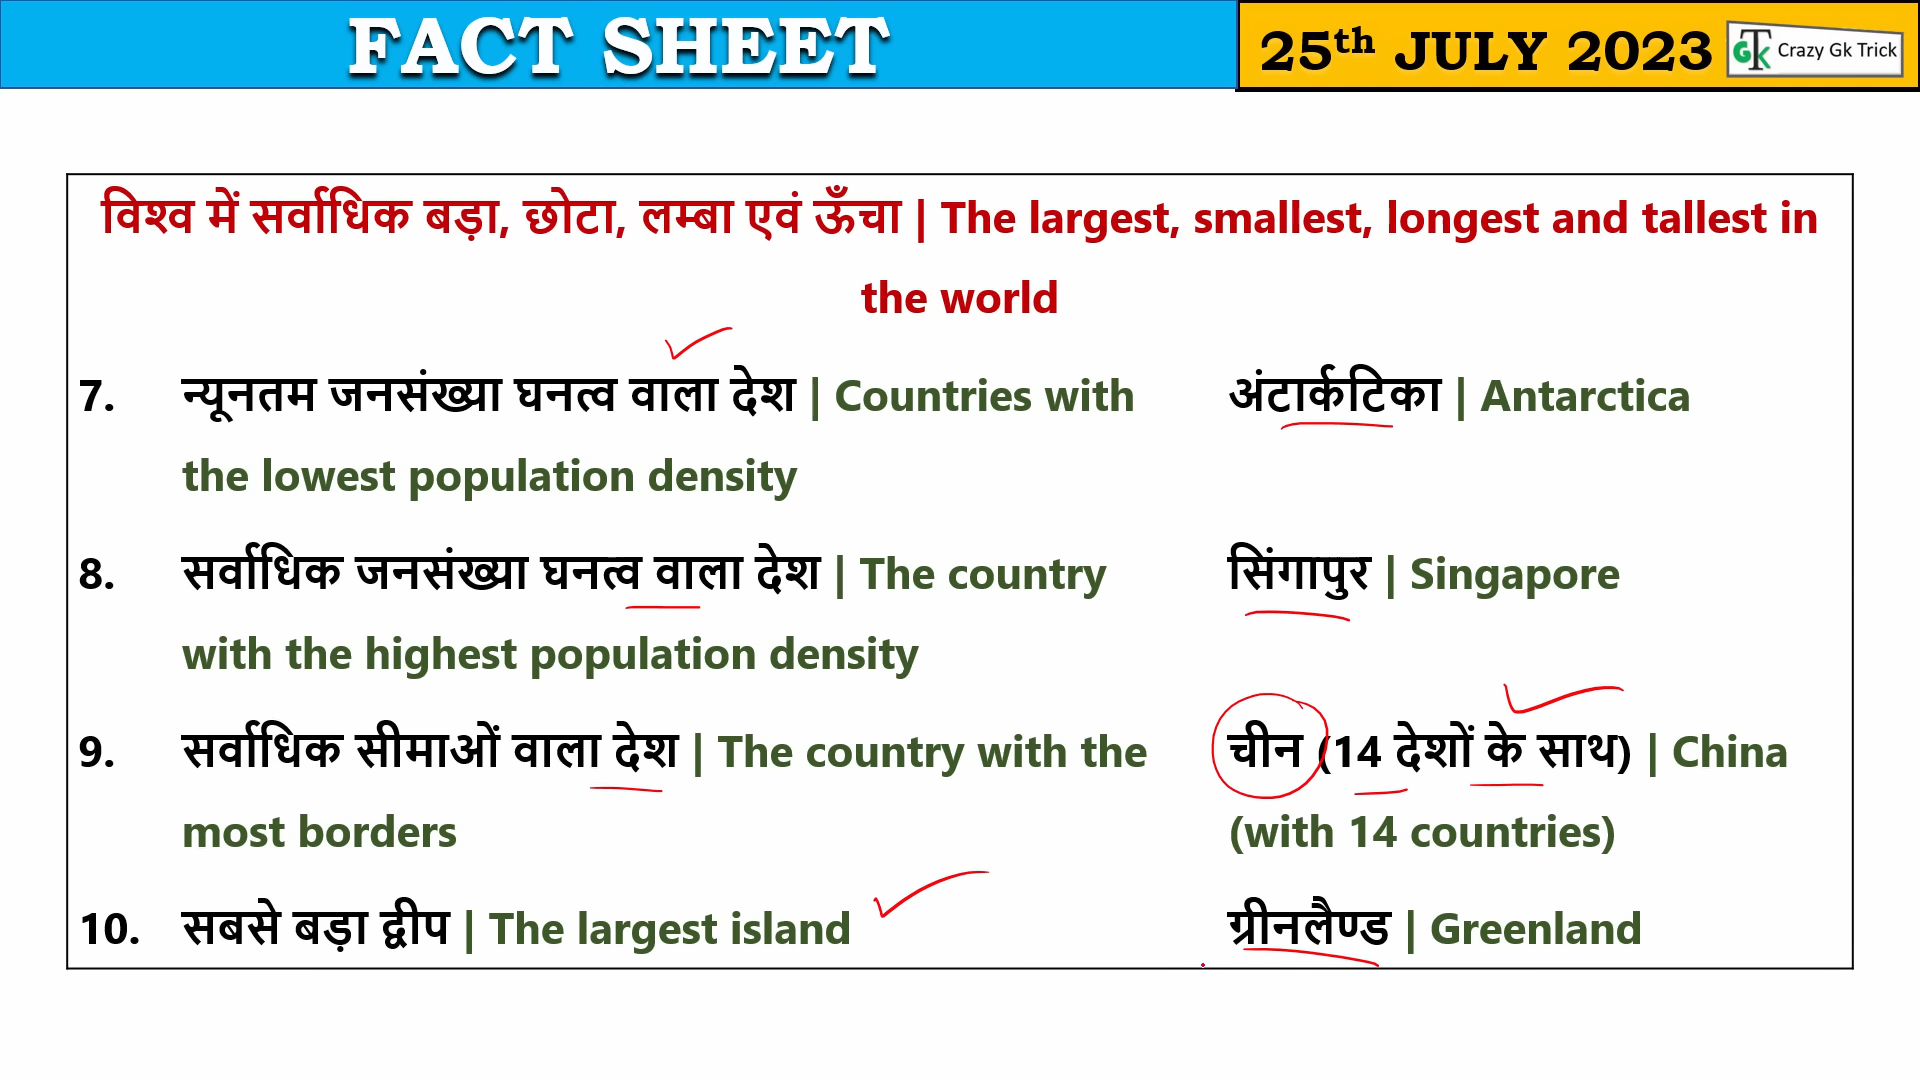 FACT SHEET
25th JULY 2023
GTK Crazy Gk Trick
विश्व में सर्वाधिक बड़ा, छोटा, लम्बा एवं ऊँचा | The largest, smallest, longest and tallest in
the world
7. न्यूनतम जनसंख्या घनत्व वाला देश | Countries with अंटार्कटिका | Antarctica
the lowest population density
8. सर्वाधिक जनसंख्या घनत्व वाला देश | The country सिंगापुर | Singapore
with the highest population density
9. सर्वाधिक सीमाओं वाला देश | The country with the चीन (14 देशों के साथ) | China
most borders (with 14 countries)
10. सबसे बड़ा द्वीप | The largest island ग्रीनलैण्ड | Greenland